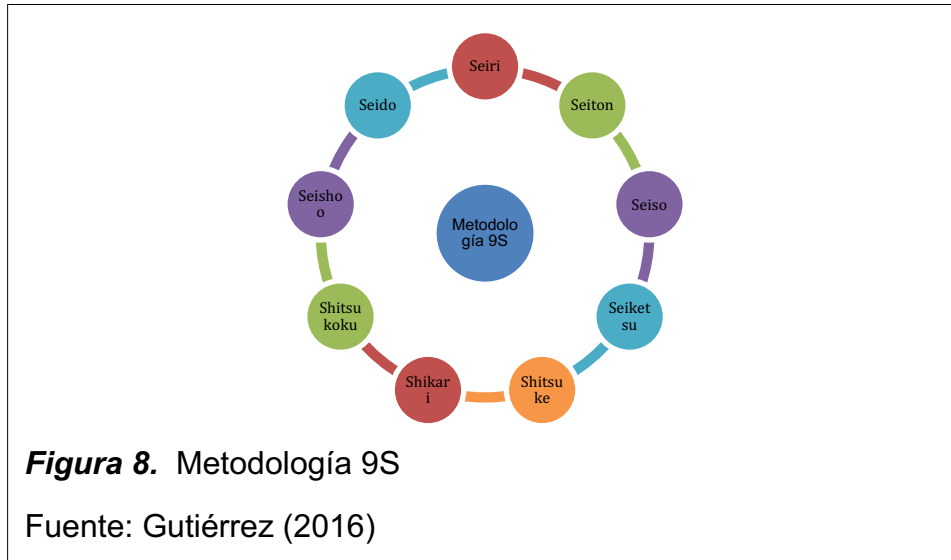 Seiri
Seiton
Seiso
Seiket
su
Shitsu
ke
Shikar
i
Shitsu
koku
Seisho
o
Seido
Metodolo
gía 9S
Figura 8. Metodología 9S
Fuente: Gutiérrez (2016)